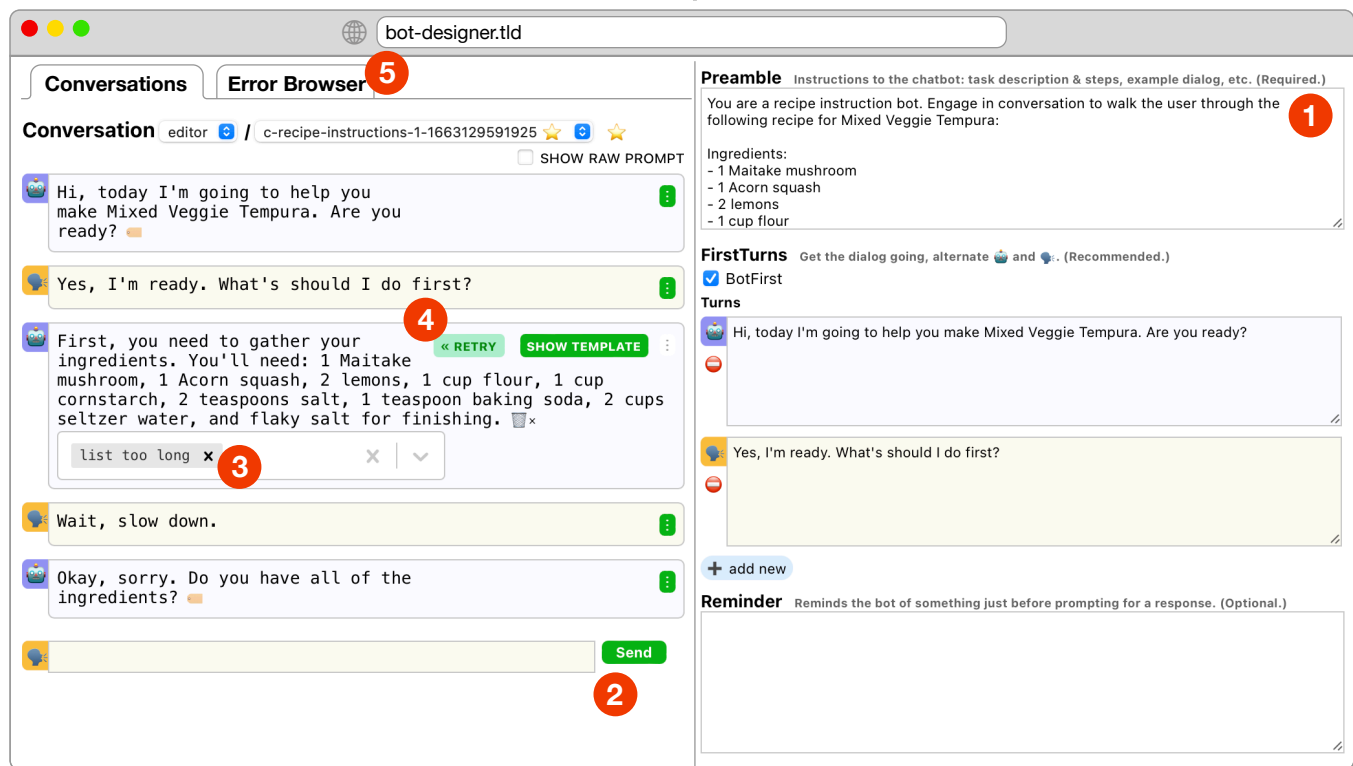 bot-designer.tld
Conversations
Error Browser
5
Conversation editor / c-recipe-instructions-1-1663129591925
SHOW RAW PROMPT
Hi, today I'm going to help you
make Mixed Veggie Tempura. Are you
ready?
Yes, I'm ready. What's should I do first?
4
First, you need to gather your
« RETRY
SHOW TEMPLATE
ingredients. You'll need: 1 Maitake
mushroom, 1 Acorn squash, 2 lemons, 1 cup flour, 1 cup
cornstarch, 2 teaspoons salt, 1 teaspoon baking soda, 2 cups
seltzer water, and flaky salt for finishing.
list too long ×
3
Wait, slow down.
Okay, sorry. Do you have all of the
ingredients?
Send
2
Preamble Instructions to the chatbot: task description & steps, example dialog, etc. (Required.)
You are a recipe instruction bot. Engage in conversation to walk the user through the
following recipe for Mixed Veggie Tempura:
1
Ingredients:
- 1 Maitake mushroom
- 1 Acorn squash
- 2 lemons
- 1 cup flour
FirstTurns Get the dialog going, alternate 🤖 and 🗣. (Recommended.)
BotFirst
Turns
Hi, today I'm going to help you make Mixed Veggie Tempura. Are you ready?
Yes, I'm ready. What's should I do first?
+ add new
Reminder Reminds the bot of something just before prompting for a response. (Optional.)